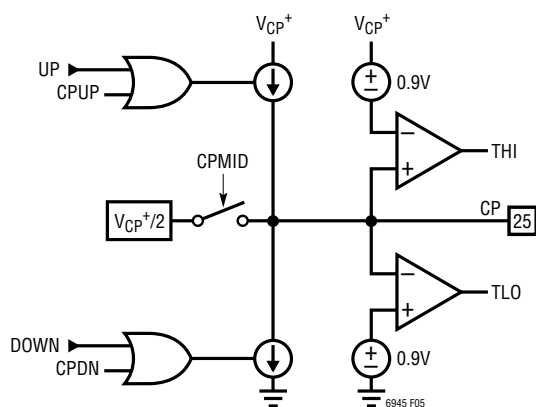 VCP+ VCP+
UP
CPUP
+
–
0.9V
–
+
THI
CPMID
VCP+/2
CP
25
–
+
TLO
DOWN
CPDN
+
–
0.9V
6945 F05